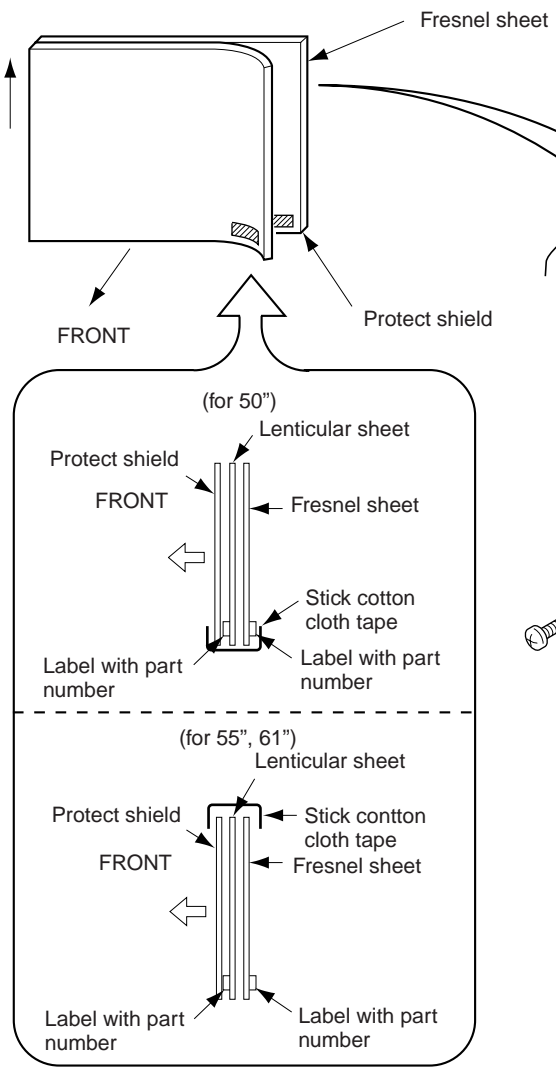 Fresnel sheet
FRONT
Protect shield
(for 50”)
Lenticular sheet
Protect shield
FRONT
Fresnel sheet
Stick cotton
cloth tape
Label with part
number
Label with part
number
(for 55”, 61”)
Lenticular sheet
Protect shield
Stick contton
cloth tape
FRONT
Fresnel sheet
Label with part
number
Label with part
number